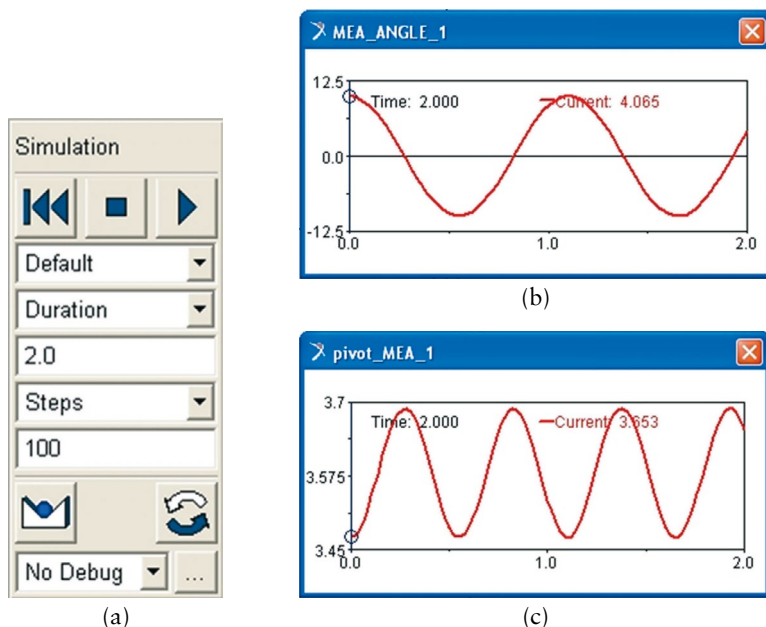 Simulation
Default
Duration
2.0
Steps
100
No Debug
...
(a)
MEA_ANGLE_1
12.5
Time: 2.000 Current: 4.065
0.0
-12.5
0.0 1.0 2.0
(b)
pivot_MEA_1
3.7
Time: 2.000 Current: 3.653
3.575
3.45
0.0 1.0 2.0
(c)